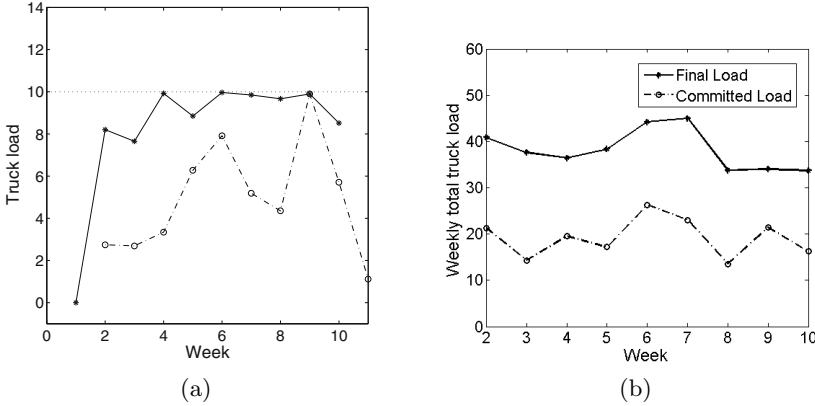 14
12
10
8
6
4
2
0
Truck load
0 2 4 6 8 10
Week
(a)
60
50
40
30
20
10
0
Weekly total truck load
Final Load
Committed Load
2 3 4 5 6 7 8 9 10
Week
(b)